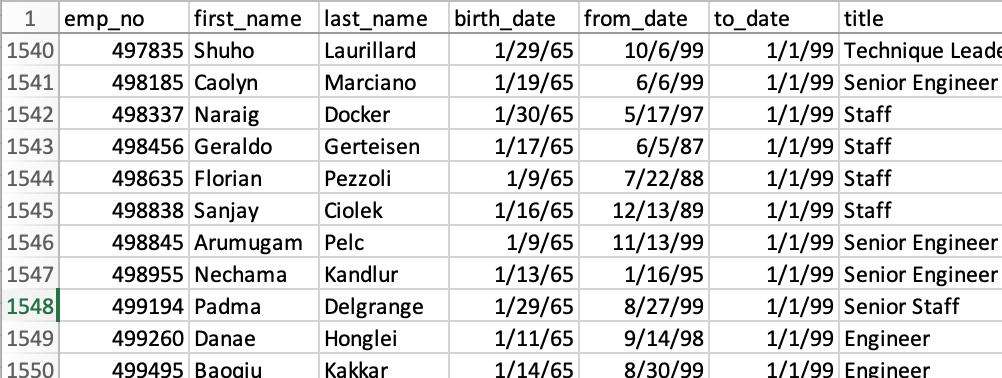 1 emp_no first_name last_name birth_date from_date to_date title
1540 497835 Shuho Laurillard 1/29/65 10/6/99 1/1/99 Technique Leade
1541 498185 Caolyn Marciano 1/19/65 6/6/99 1/1/99 Senior Engineer
1542 498337 Naraig Docker 1/30/65 5/17/97 1/1/99 Staff
1543 498456 Geraldo Gerteisen 1/17/65 6/5/87 1/1/99 Staff
1544 498635 Florian Pezzoli 1/9/65 7/22/88 1/1/99 Staff
1545 498838 Sanjay Ciolek 1/16/65 12/13/89 1/1/99 Staff
1546 498845 Arumugam Pelc 1/9/65 11/13/99 1/1/99 Senior Engineer
1547 498955 Nechama Kandlur 1/13/65 1/16/95 1/1/99 Senior Engineer
1548 499194 Padma Delgrange 1/29/65 8/27/99 1/1/99 Senior Staff
1549 499260 Danae Honglei 1/11/65 9/14/98 1/1/99 Engineer
1550 499495 Baoqiu Kakkar 1/14/65 8/30/99 1/1/99 Engineer